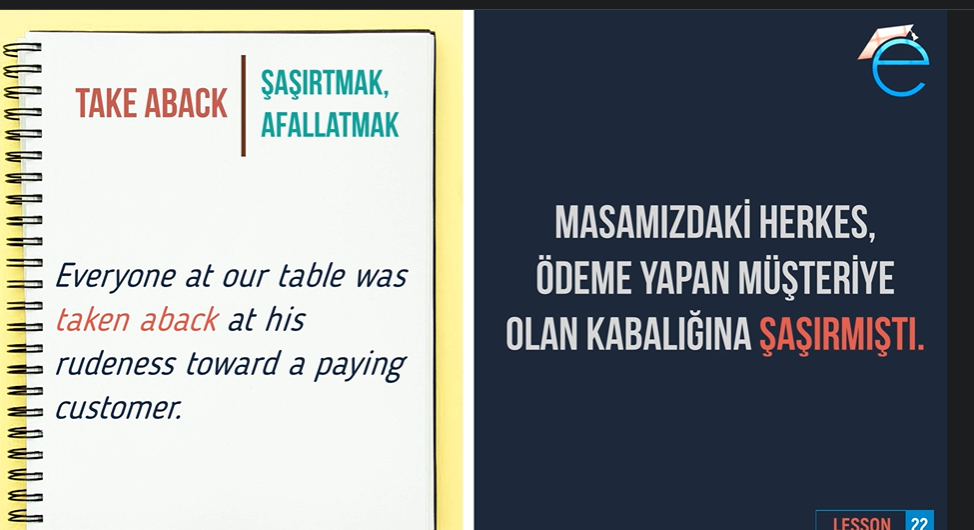 TAKE ABACK
ŞAŞIRTMAK,
AFALLATMAK
Everyone at our table was
taken aback at his
rudeness toward a paying
customer.
e
MASAMIZDAKİ HERKES,
ÖDEME YAPAN MÜŞTERİYE
OLAN KABALIĞINA ŞAŞIRMIŞTI.
LESSON 22